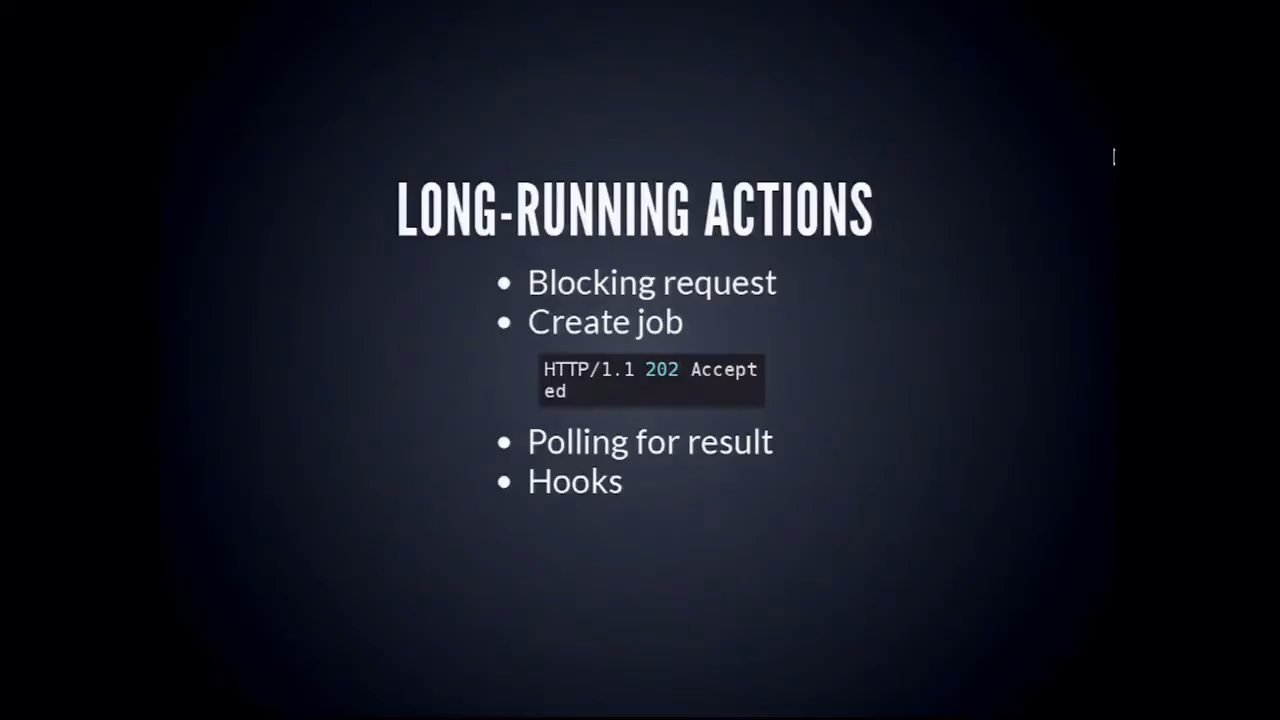 LONG-RUNNING ACTIONS
• Blocking request
• Create job
HTTP/1.1 202 Accept
ed
• Polling for result
• Hooks